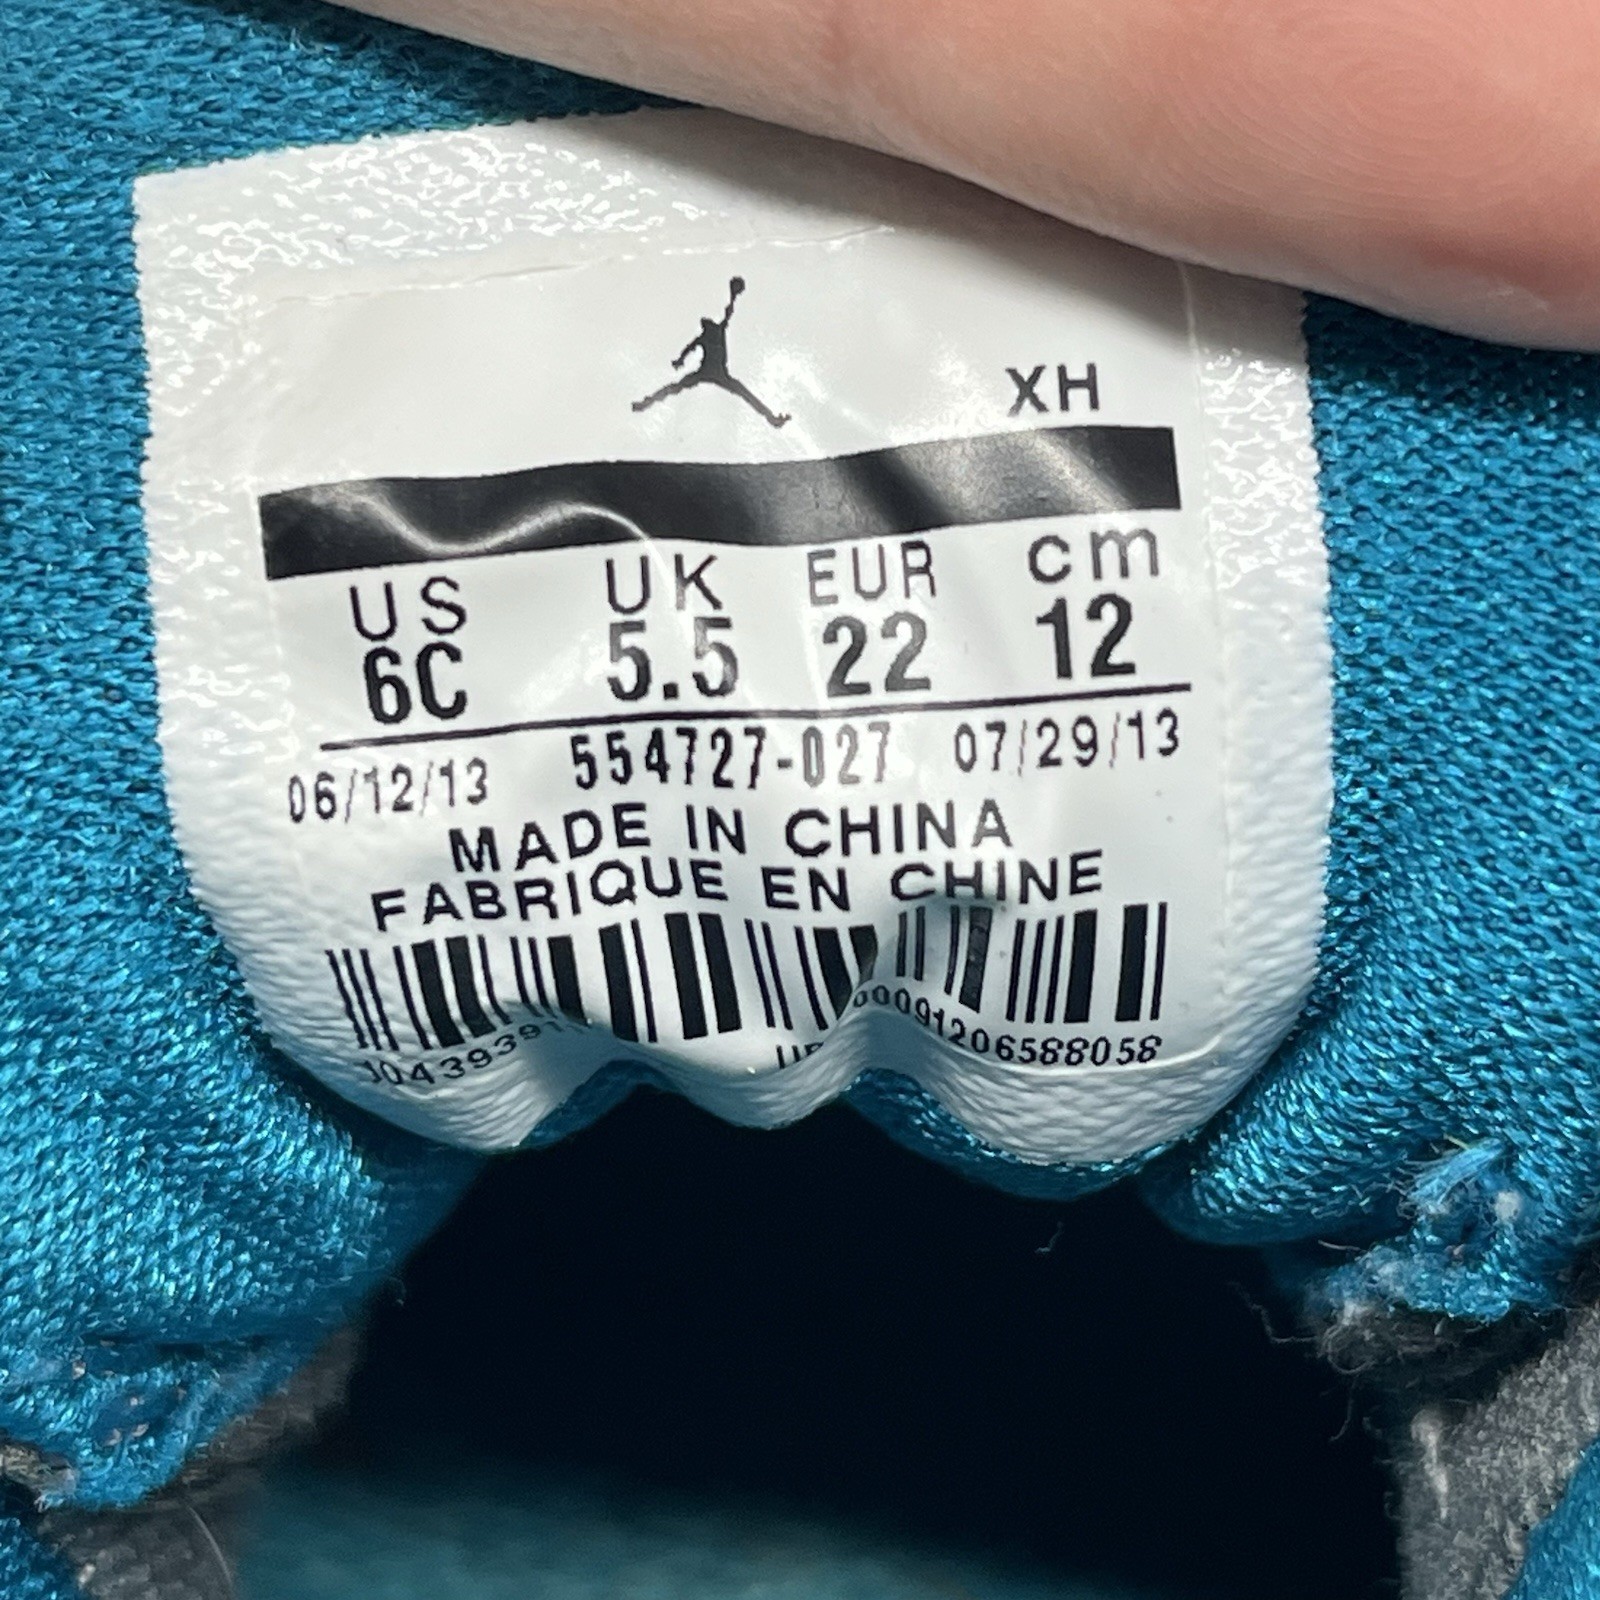 XH
US UK EUR cm
6C 5.5 22 12
06/12/13 554727-027 07/29/13
MADE IN CHINA
FABRIQUE EN CHINE